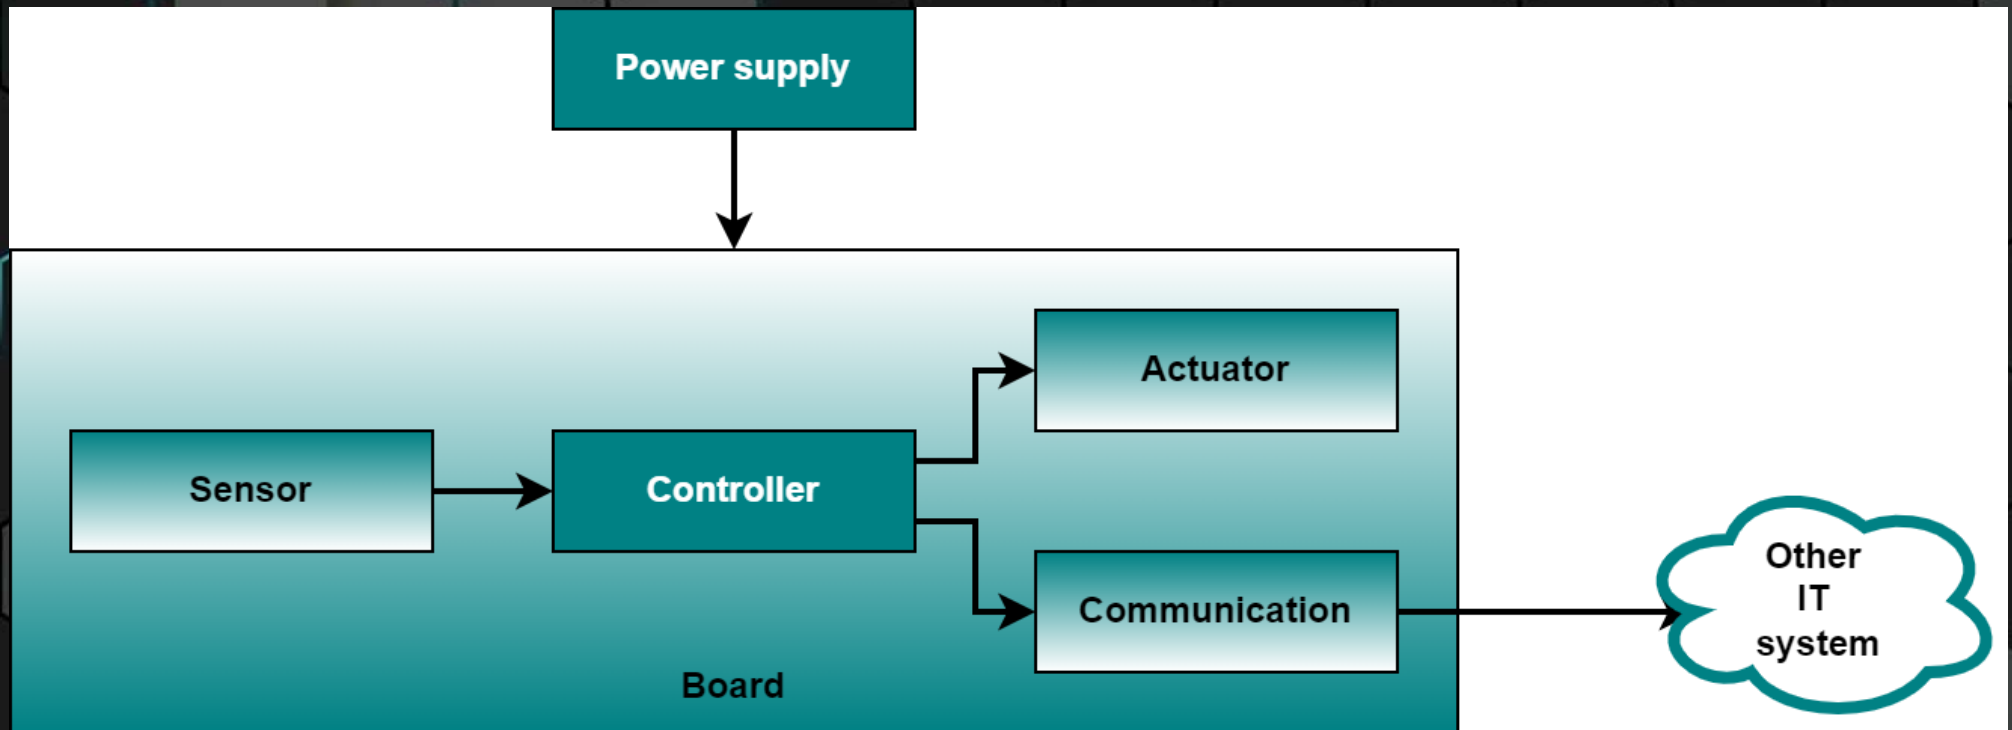 Power supply
Actuator
Sensor
Controller
Communication
Other
IT
system
Board